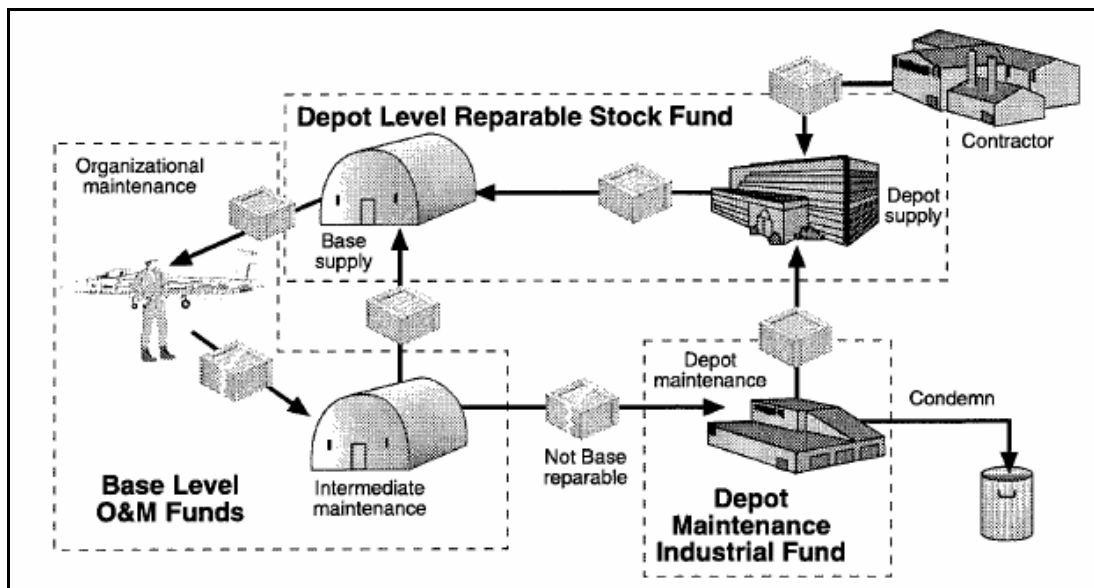 Contractor
Depot Level Reparable Stock Fund
Organizational
maintenance
Base
supply
Depot
supply
Depot
maintenance
Condemn
Not Base
reparable
Intermediate
maintenance
Base Level
O&M Funds
Depot
Maintenance
Industrial Fund